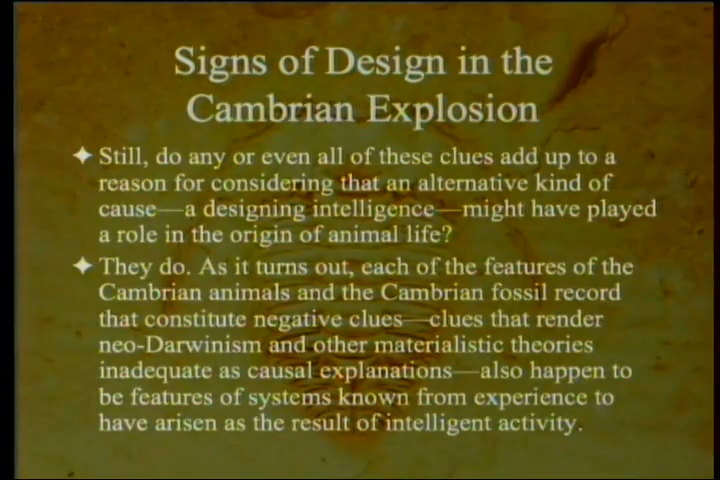 Signs of Design in the
Cambrian Explosion
Still, do any or even all of these clues add up to a
reason for considering that an alternative kind of
cause—a designing intelligence—might have played
a role in the origin of animal life?
They do. As it turns out, each of the features of the
Cambrian animals and the Cambrian fossil record
that constitute negative clues—clues that render
neo-Darwinism and other materialistic theories
inadequate as causal explanations—also happen to
be features of systems known from experience to
have arisen as the result of intelligent activity.